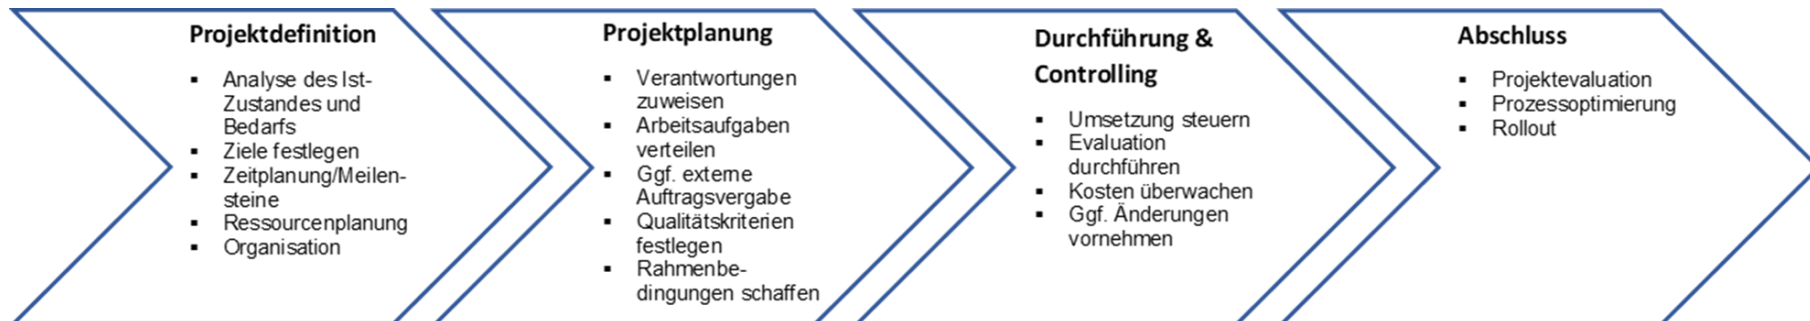 Projektdefinition
▪ Analyse des Ist-
Zustandes und
Bedarfs
▪ Ziele festlegen
▪ Zeitplanung/Meilen-
steine
▪ Ressourcenplanung
▪ Organisation
Projektplanung
▪ Verantwortungen
zuweisen
▪ Arbeitsaufgaben
verteilen
▪ Ggf. externe
Auftragsvergabe
▪ Qualitätskriterien
festlegen
▪ Rahmenbe-
dingungen schaffen
Durchführung &
Controlling
▪ Umsetzung steuern
▪ Evaluation
durchführen
▪ Kosten überwachen
▪ Ggf. Änderungen
vornehmen
Abschluss
▪ Projektevaluation
▪ Prozessoptimierung
▪ Rollout